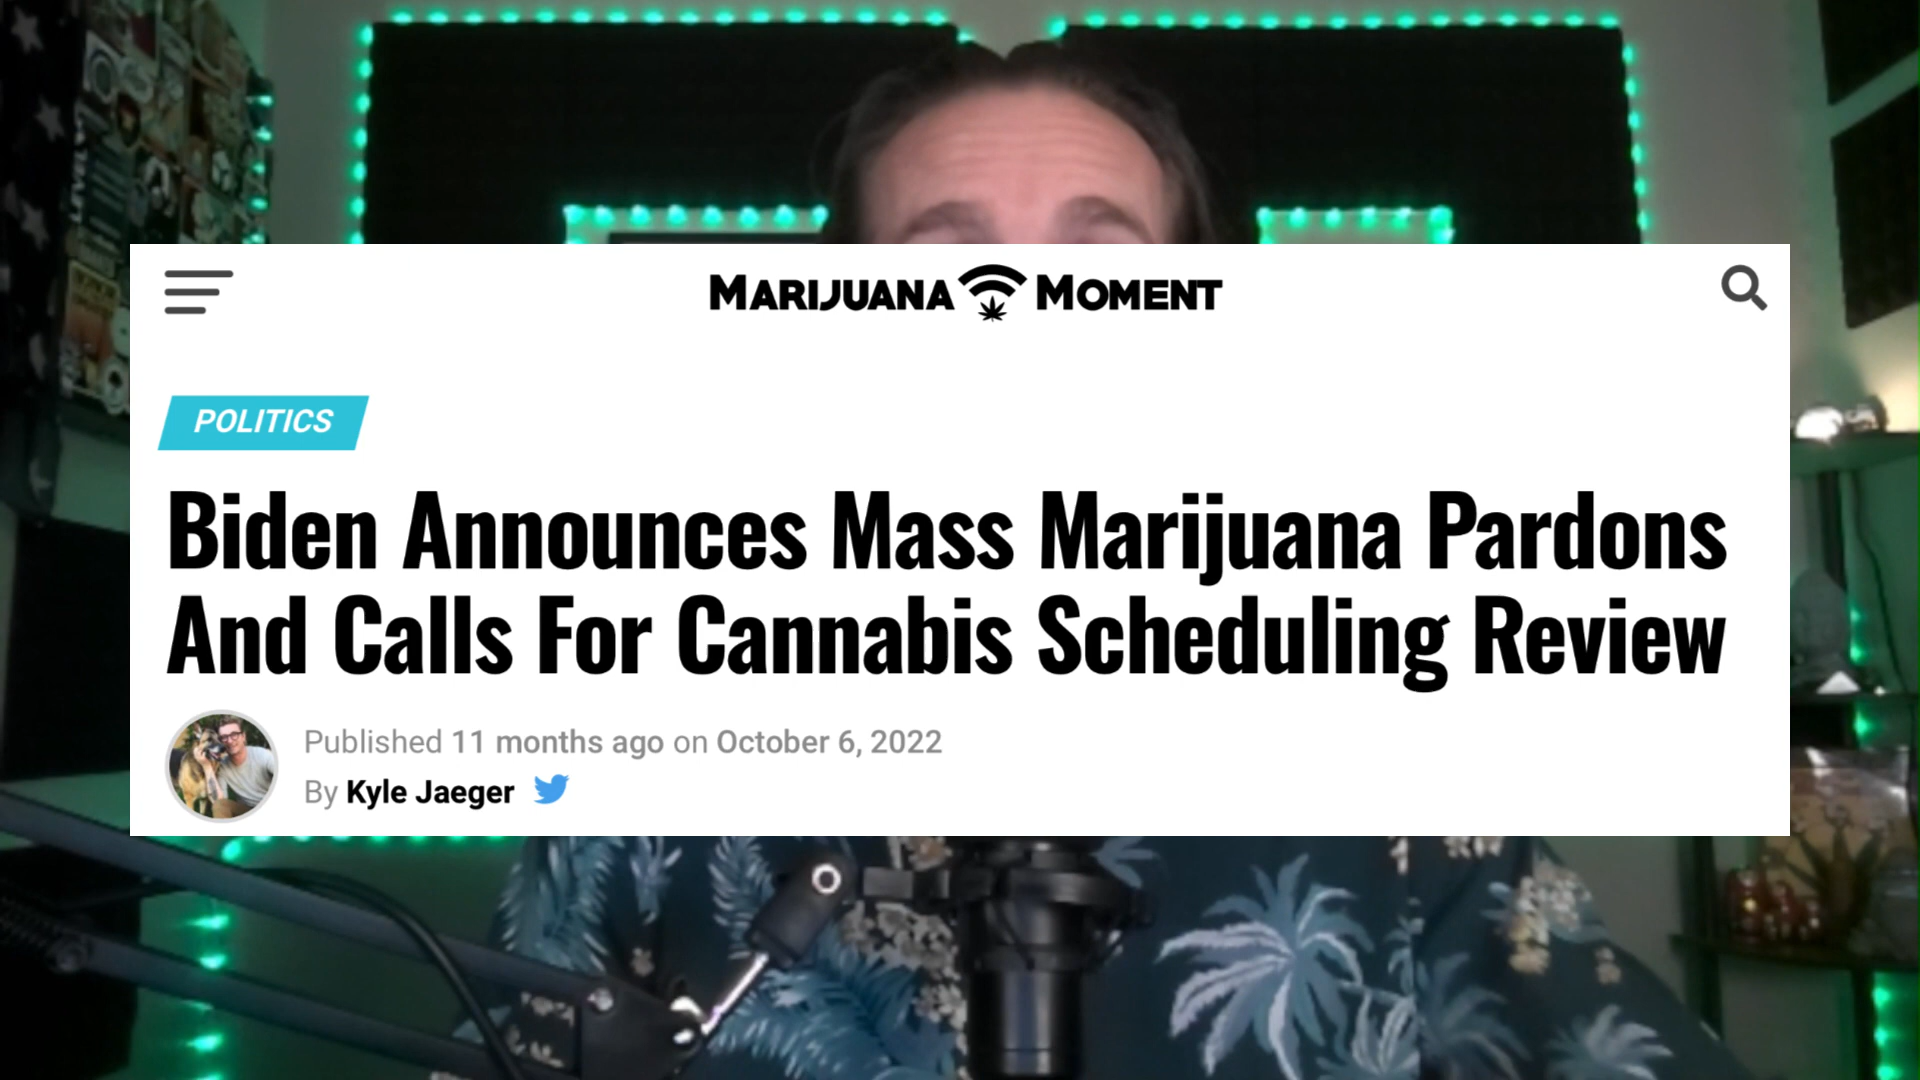 MARIJUANA MOMENT
POLITICS
Biden Announces Mass Marijuana Pardons
And Calls For Cannabis Scheduling Review
Published 11 months ago on October 6, 2022
By Kyle Jaeger